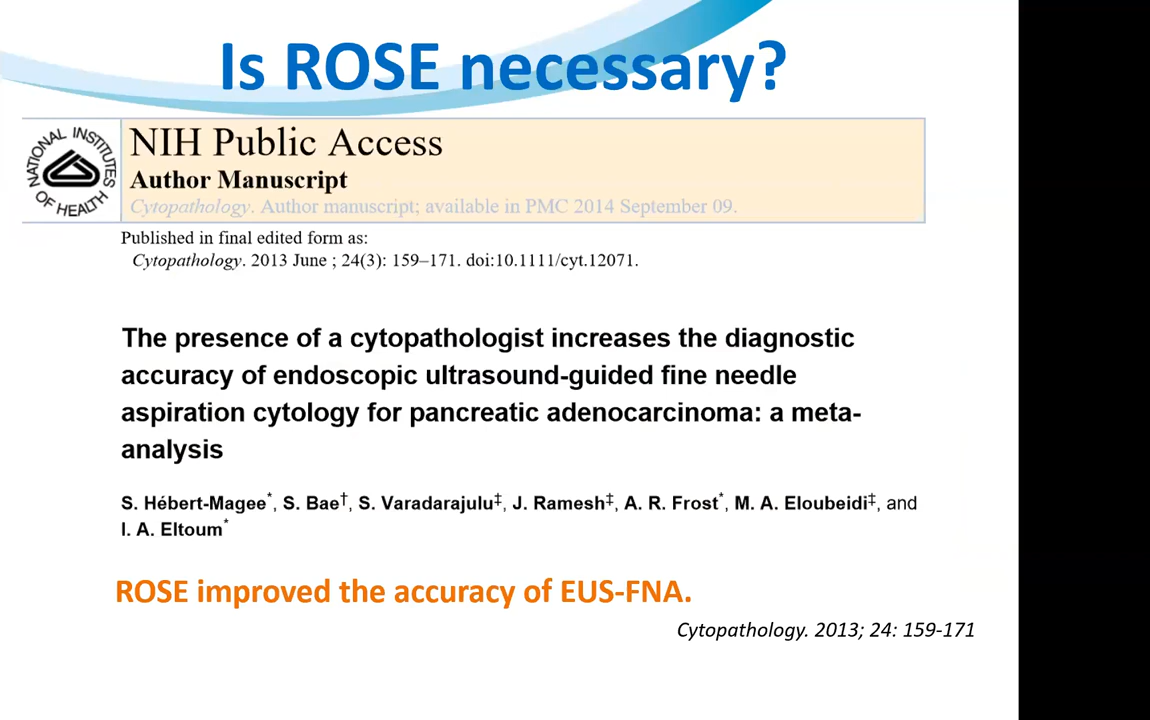 Is ROSE necessary?
NATIONAL INSTITUTES OF HEALTH
NIH Public Access
Author Manuscript
Cytopathology. Author manuscript; available in PMC 2014 September 09.
Published in final edited form as:
Cytopathology. 2013 June ; 24(3): 159–171. doi:10.1111/cyt.12071.
The presence of a cytopathologist increases the diagnostic
accuracy of endoscopic ultrasound-guided fine needle
aspiration cytology for pancreatic adenocarcinoma: a meta-
analysis
S. Hébert-Magee*, S. Bae†, S. Varadarajulu‡, J. Ramesh‡, A. R. Frost*, M. A. Eloubeidi‡, and
I. A. Eltoum*
ROSE improved the accuracy of EUS-FNA.
Cytopathology. 2013; 24: 159-171